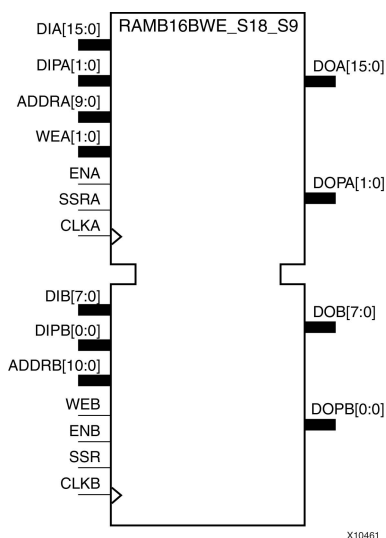 RAMB16BWE_S18_S9
DIA[15:0]
DIPA[1:0]
ADDRA[9:0]
WEA[1:0]
ENA
SSRA
CLKA
DOA[15:0]
DOPA[1:0]
DIB[7:0]
DIPB[0:0]
ADDRB[10:0]
WEB
ENB
SSR
CLKB
DOB[7:0]
DOPB[0:0]
X10461